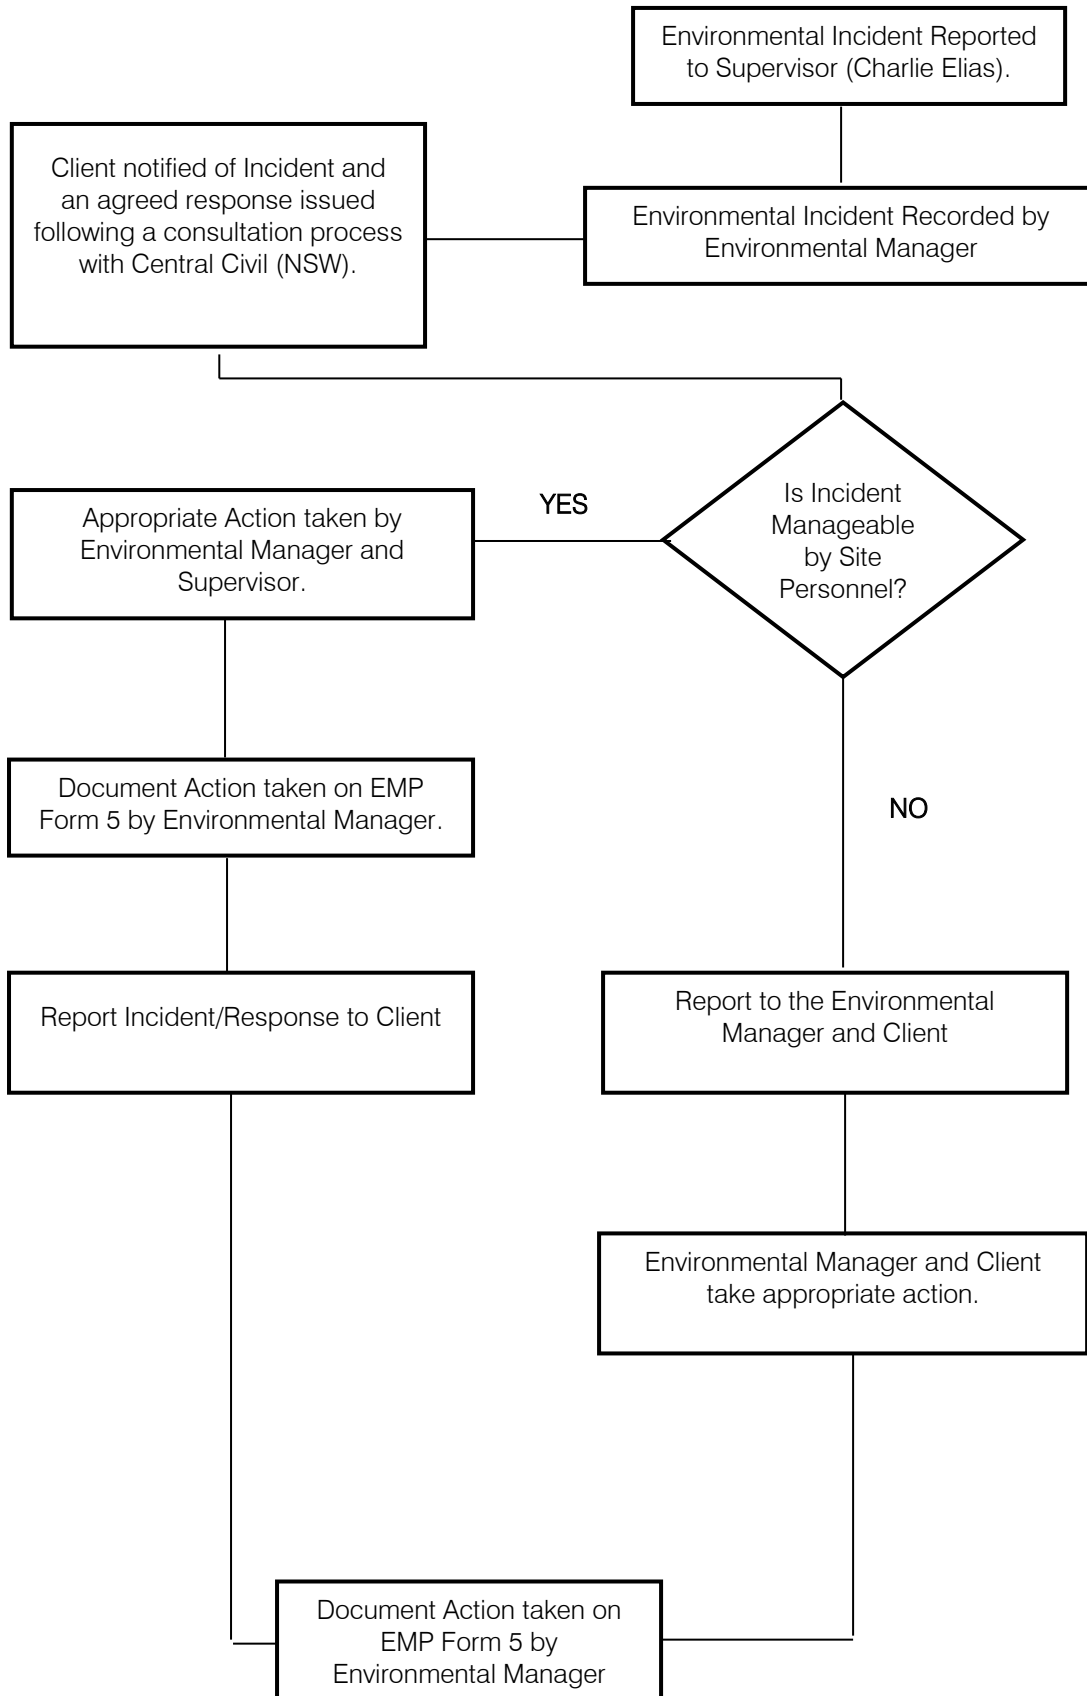 Environmental Incident Reported
to Supervisor (Charlie Elias).
Environmental Incident Recorded by
Environmental Manager
Client notified of Incident and
an agreed response issued
following a consultation process
with Central Civil (NSW).
Is Incident
Manageable
by Site
Personnel?
YES
Appropriate Action taken by
Environmental Manager and
Supervisor.
Document Action taken on EMP
Form 5 by Environmental Manager.
Report Incident/Response to Client
NO
Report to the Environmental
Manager and Client
Environmental Manager and Client
take appropriate action.
Document Action taken on
EMP Form 5 by
Environmental Manager